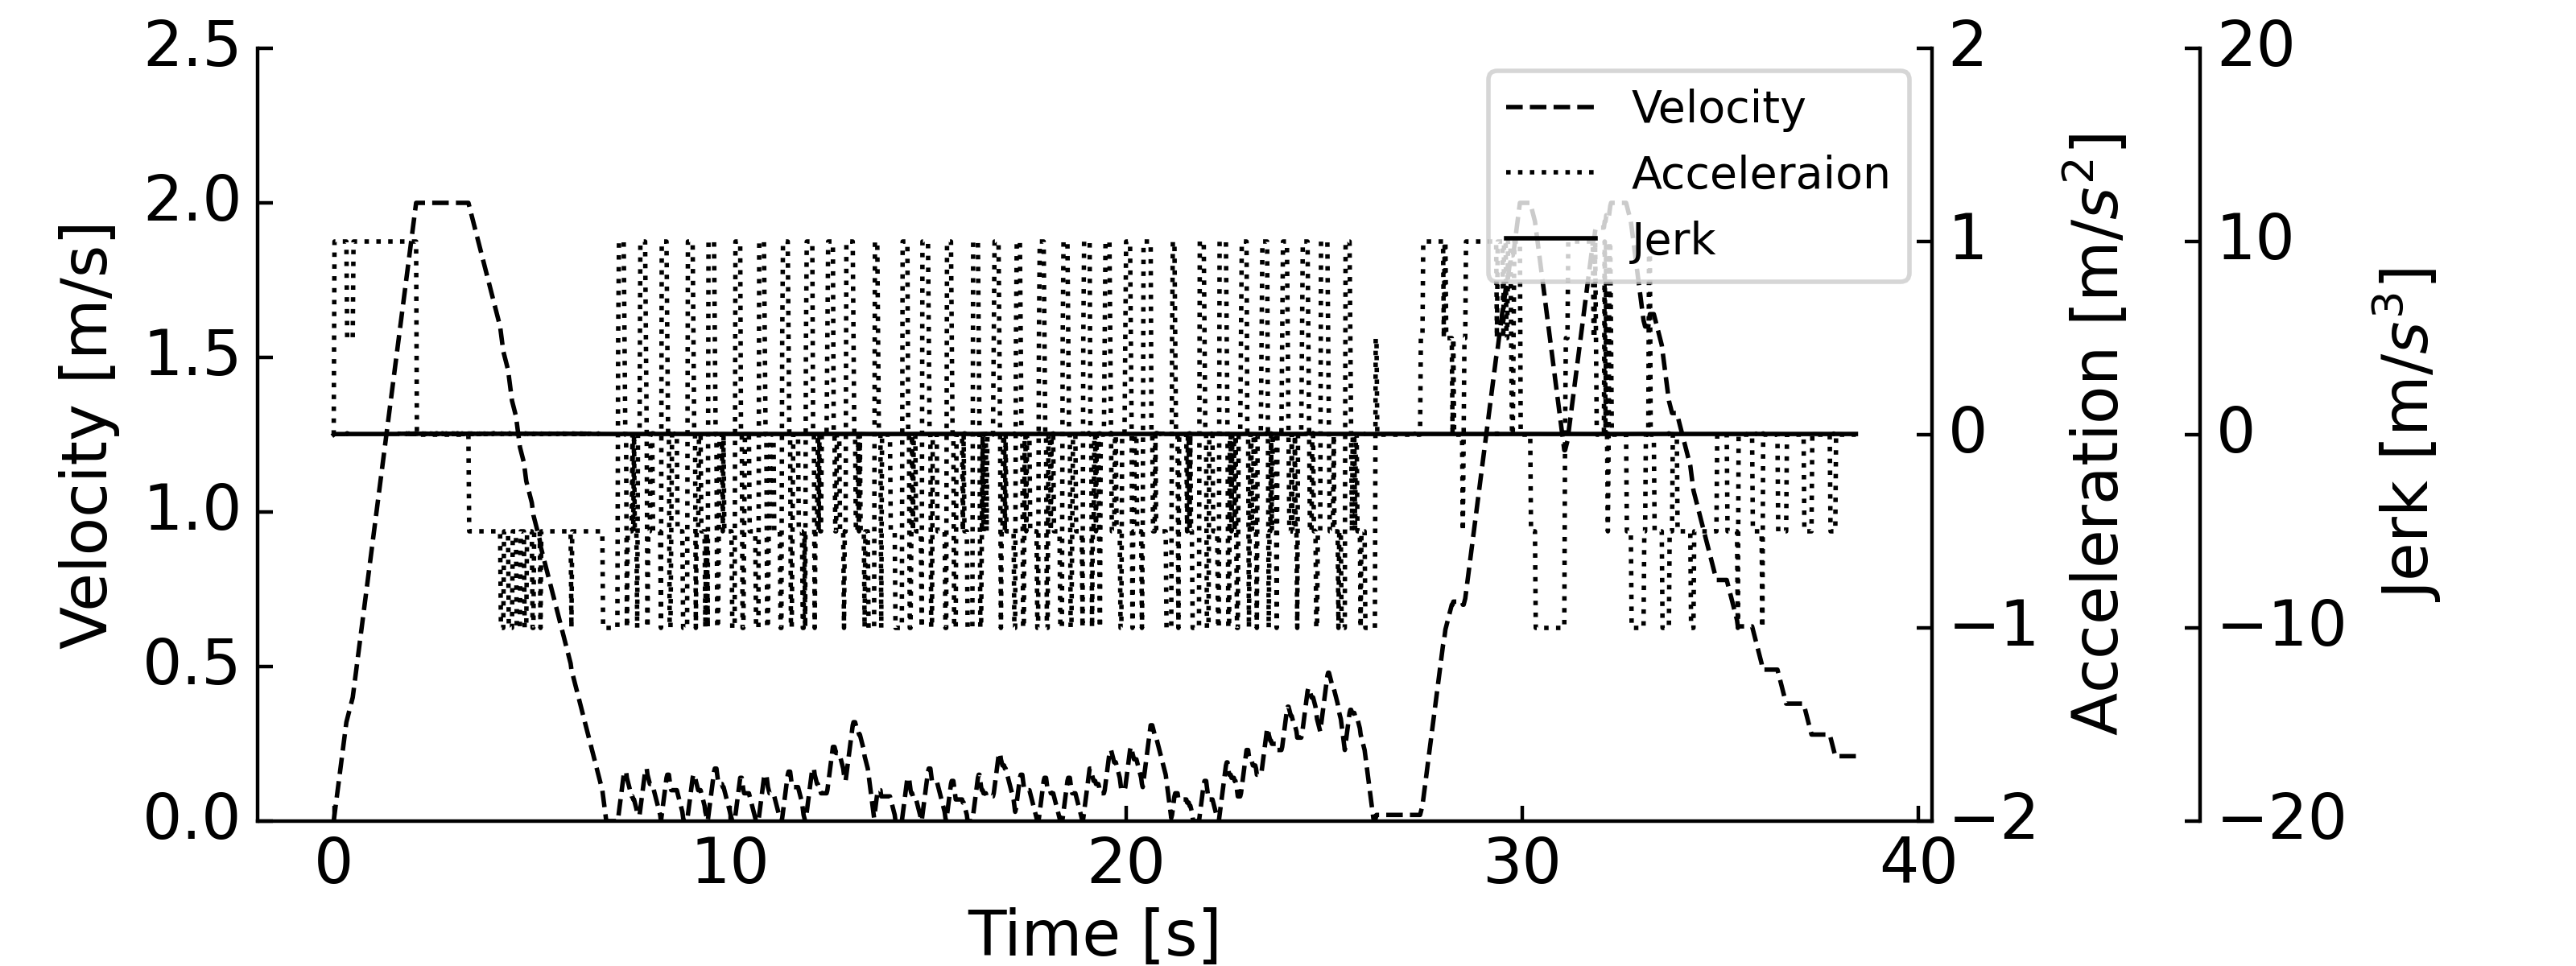 Velocity [m/s]
2.5
2.0
1.5
1.0
0.5
0.0
0 10 20 30 40
Time [s]
Velocity
Acceleraion
Jerk
2
1
0
−1
−2
Acceleration [m/s²]
20
10
0
−10
−20
Jerk [m/s³]